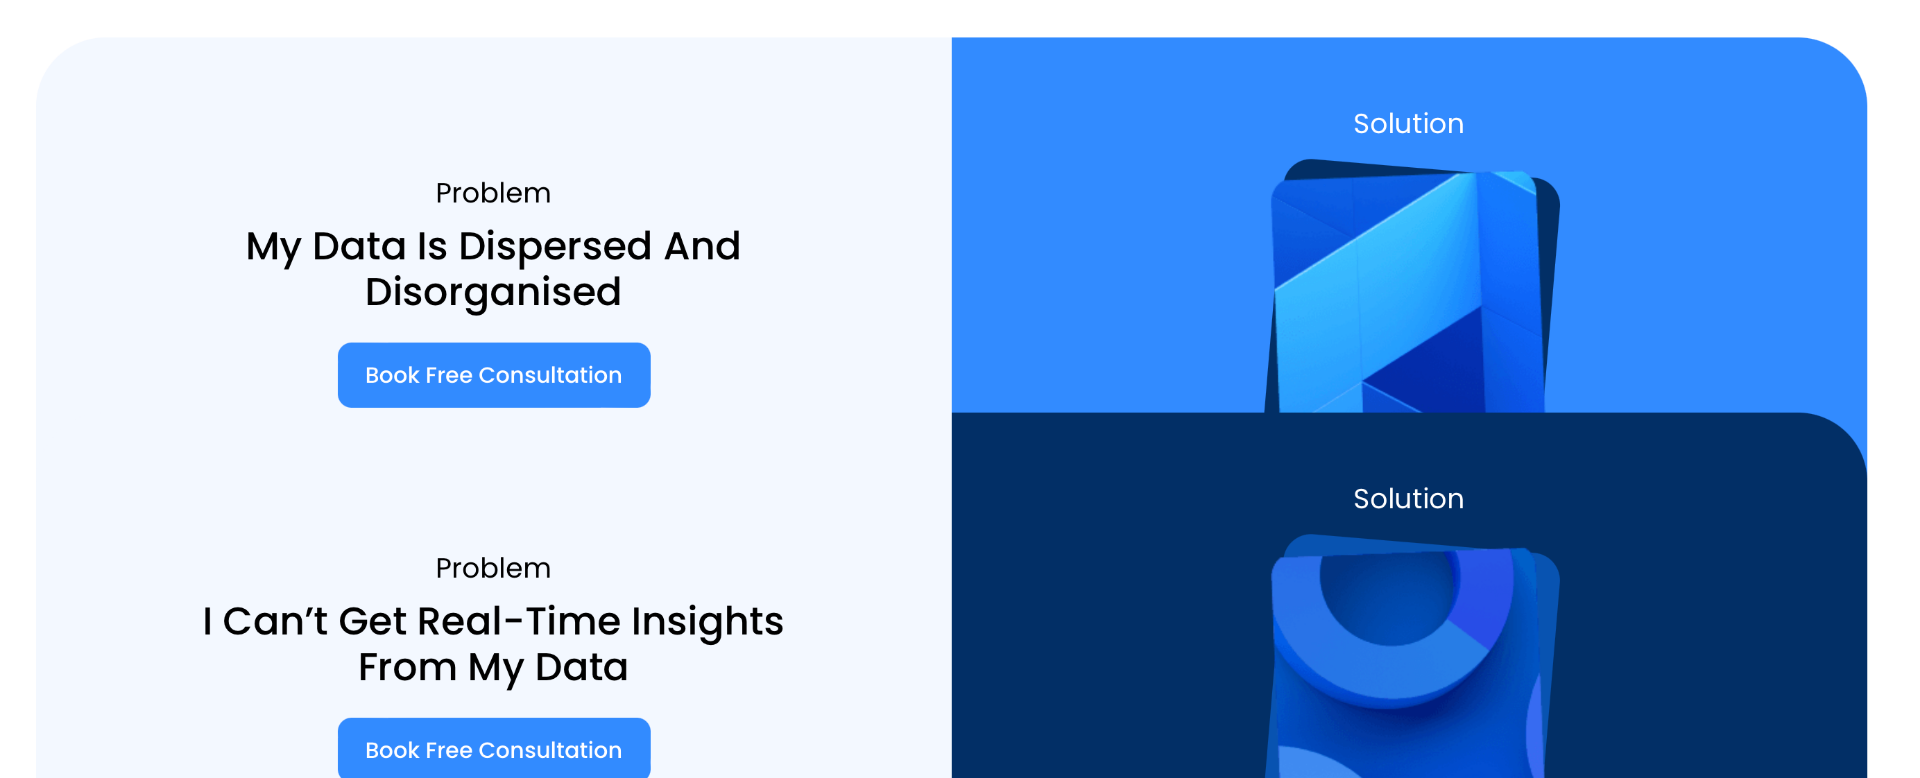 Solution
Problem
My Data Is Dispersed And
Disorganised
Book Free Consultation
Solution
Problem
I Can’t Get Real-Time Insights
From My Data
Book Free Consultation